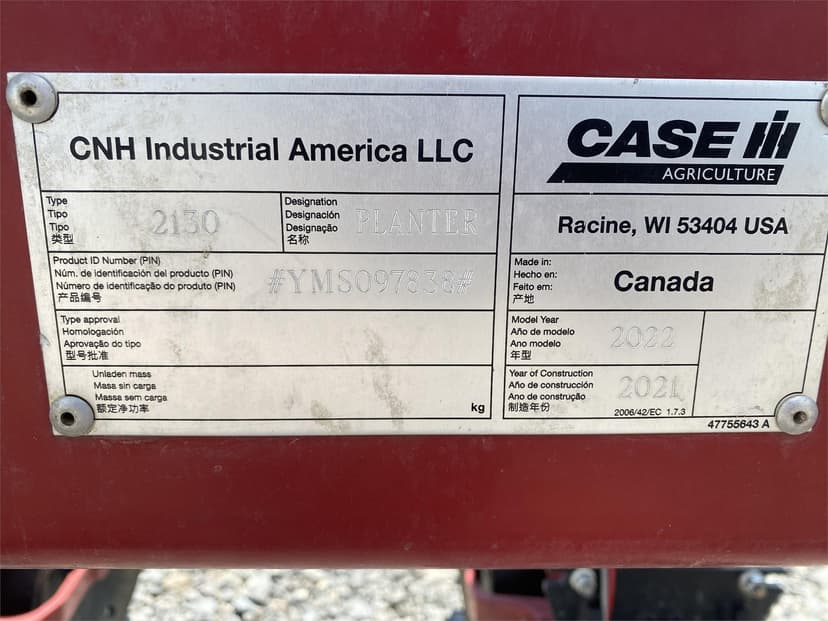 CNH Industrial America LLC
Type
Tipo
Tipo
类型
2130
Designation
Designación
Designação
名称
PLANTER
Product ID Number (PIN)
Núm. de identificación del producto (PIN)
Número de identificação do produto (PIN)
产品编号
#YMS097838#
Type approval
Homologación
Aprovação do tipo
型号批准
Unladen mass
Masa sin carga
Massa sem carga
额定净功率
kg
CASE IH
AGRICULTURE
Racine, WI 53404 USA
Made in:
Hecho en:
Feito em:
产地
Canada
Model Year
Año de modelo
Ano modelo
年型
2022
Year of Construction
Año de construcción
Ano de construção
制造年份
2021
2006/42/EC 1.7.3
47755643 A